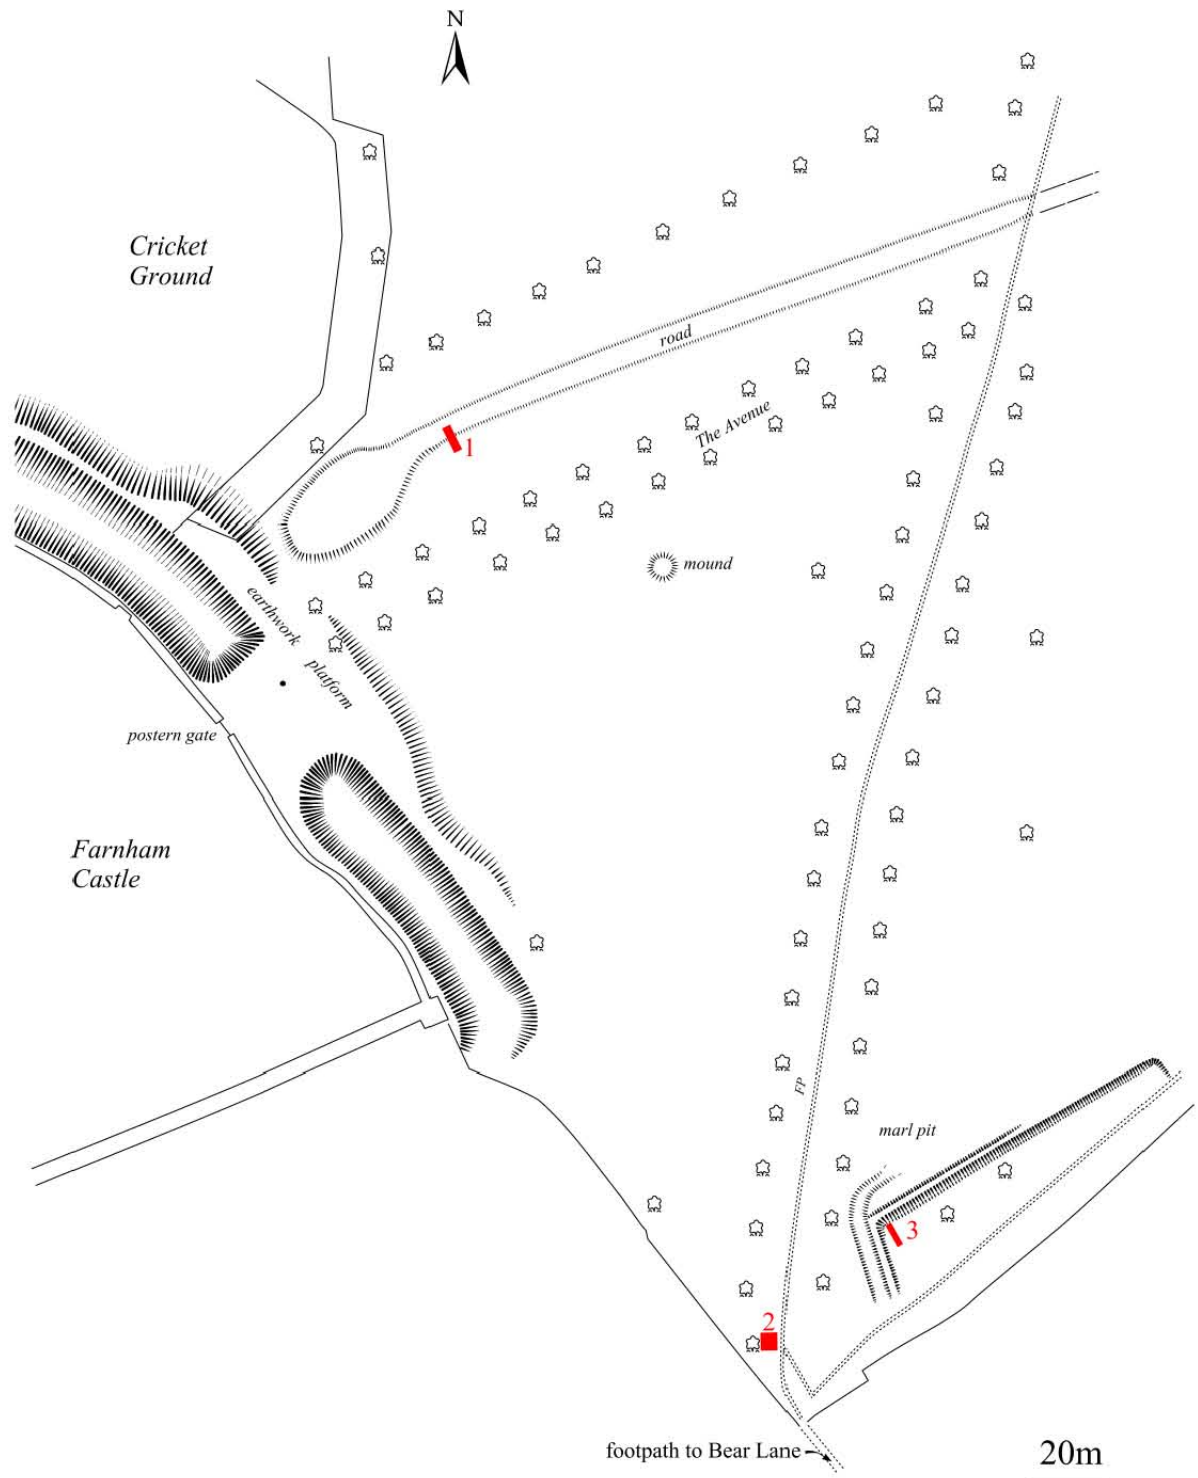 N
Cricket
Ground
road
1
The Avenue
mound
earthwork
platform
postern gate
Farnham
Castle
FP
marl pit
3
2
footpath to Bear Lane
20m